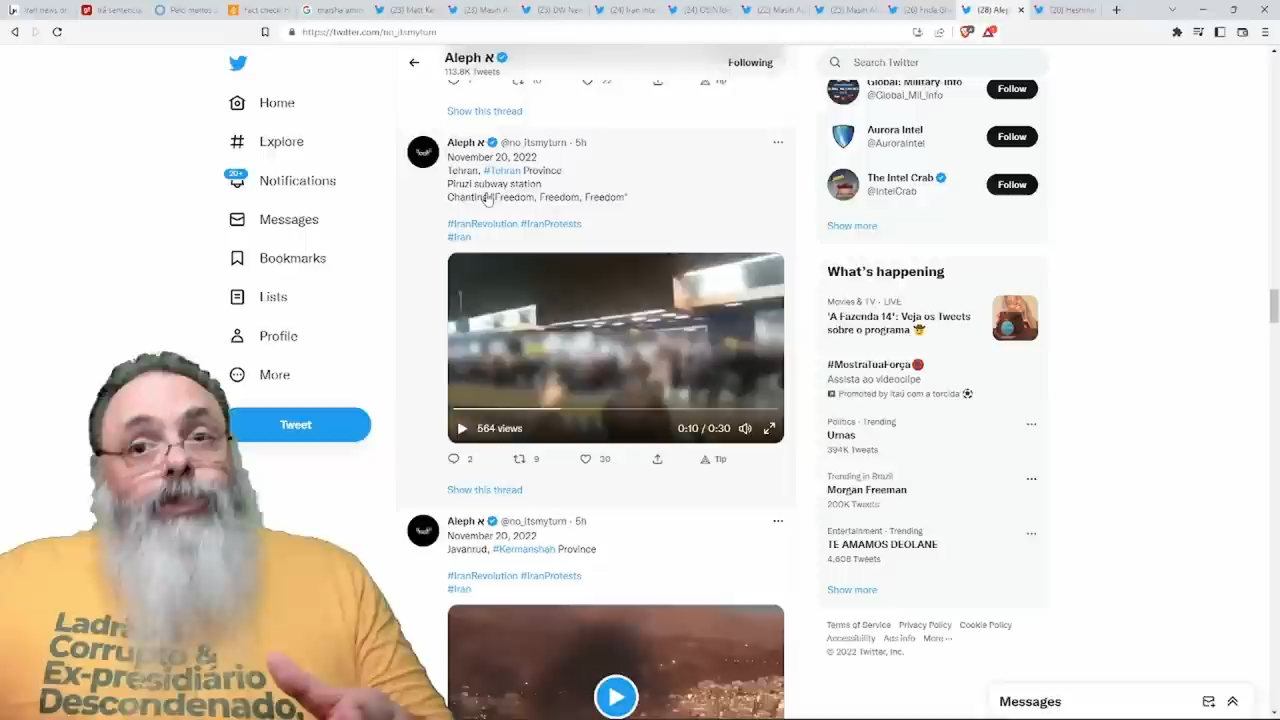 https://twitter.com/no_itsmyturn
Home
Explore
20+
Notifications
Messages
Bookmarks
Lists
Profile
More
Tweet
Aleph א
113.8K Tweets
Following
Show this thread
Aleph א @no_itsmyturn · 5h
November 20, 2022
Tehran, #Tehran Province
Piruzi subway station
Chanting "Freedom, Freedom, Freedom"
#IranRevolution #IranProtests
#Iran
564 views
0:10 / 0:30
2
9
30
Tip
Show this thread
Aleph א @no_itsmyturn · 5h
November 20, 2022
Javanrud, #Kermanshah Province
#IranRevolution #IranProtests
#Iran
Search Twitter
Global: Military-Info
@Global_Mil_Info
Follow
Aurora Intel
@AuroraIntel
Follow
The Intel Crab
@IntelCrab
Follow
Show more
What's happening
Movies & TV · LIVE
'A Fazenda 14': Veja os Tweets
sobre o programa
#MostraTuaForça
Assista ao videoclipe
Promoted by Itaú com a torcida
Politics · Trending
Urnas
394K Tweets
Trending in Brazil
Morgan Freeman
200K Tweets
Entertainment · Trending
TE AMAMOS DEOLANE
4,608 Tweets
Show more
Terms of Service Privacy Policy Cookie Policy
Accessibility Ads info More ···
© 2022 Twitter, Inc.
Messages
&
Ex-presidiário
Descondenado